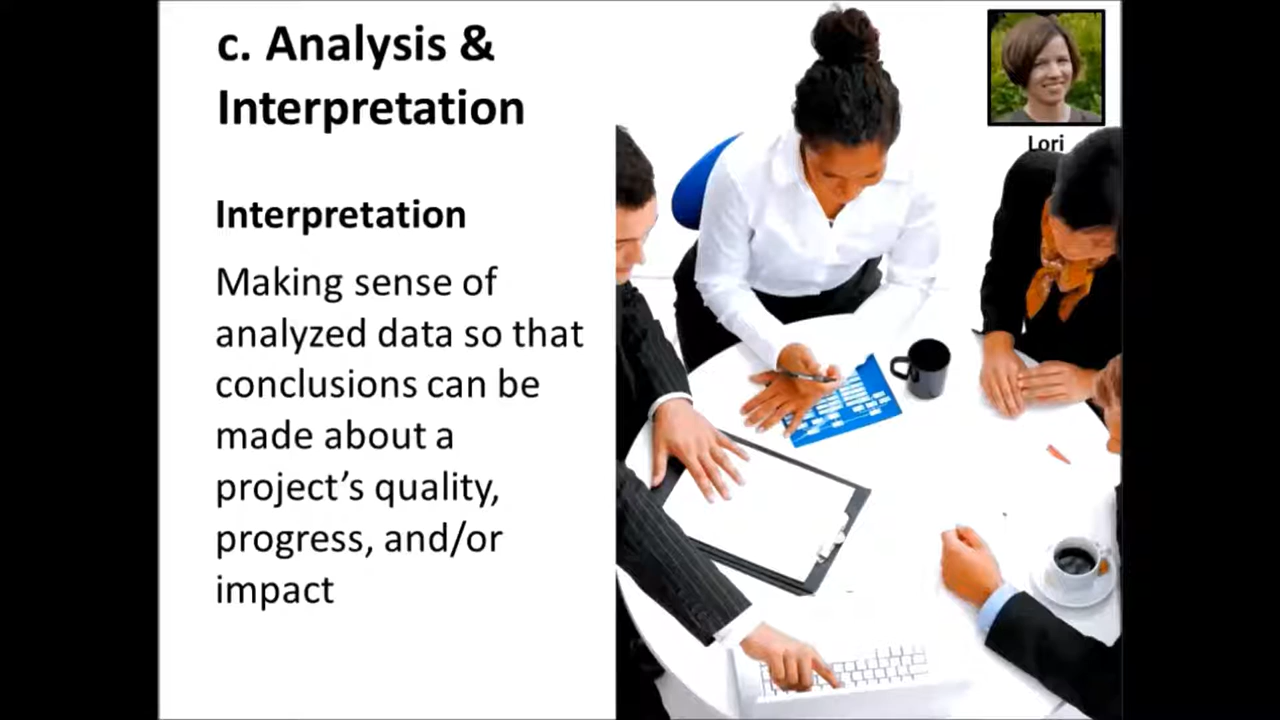 c. Analysis &
Interpretation
Lori
Interpretation
Making sense of
analyzed data so that
conclusions can be
made about a
project’s quality,
progress, and/or
impact